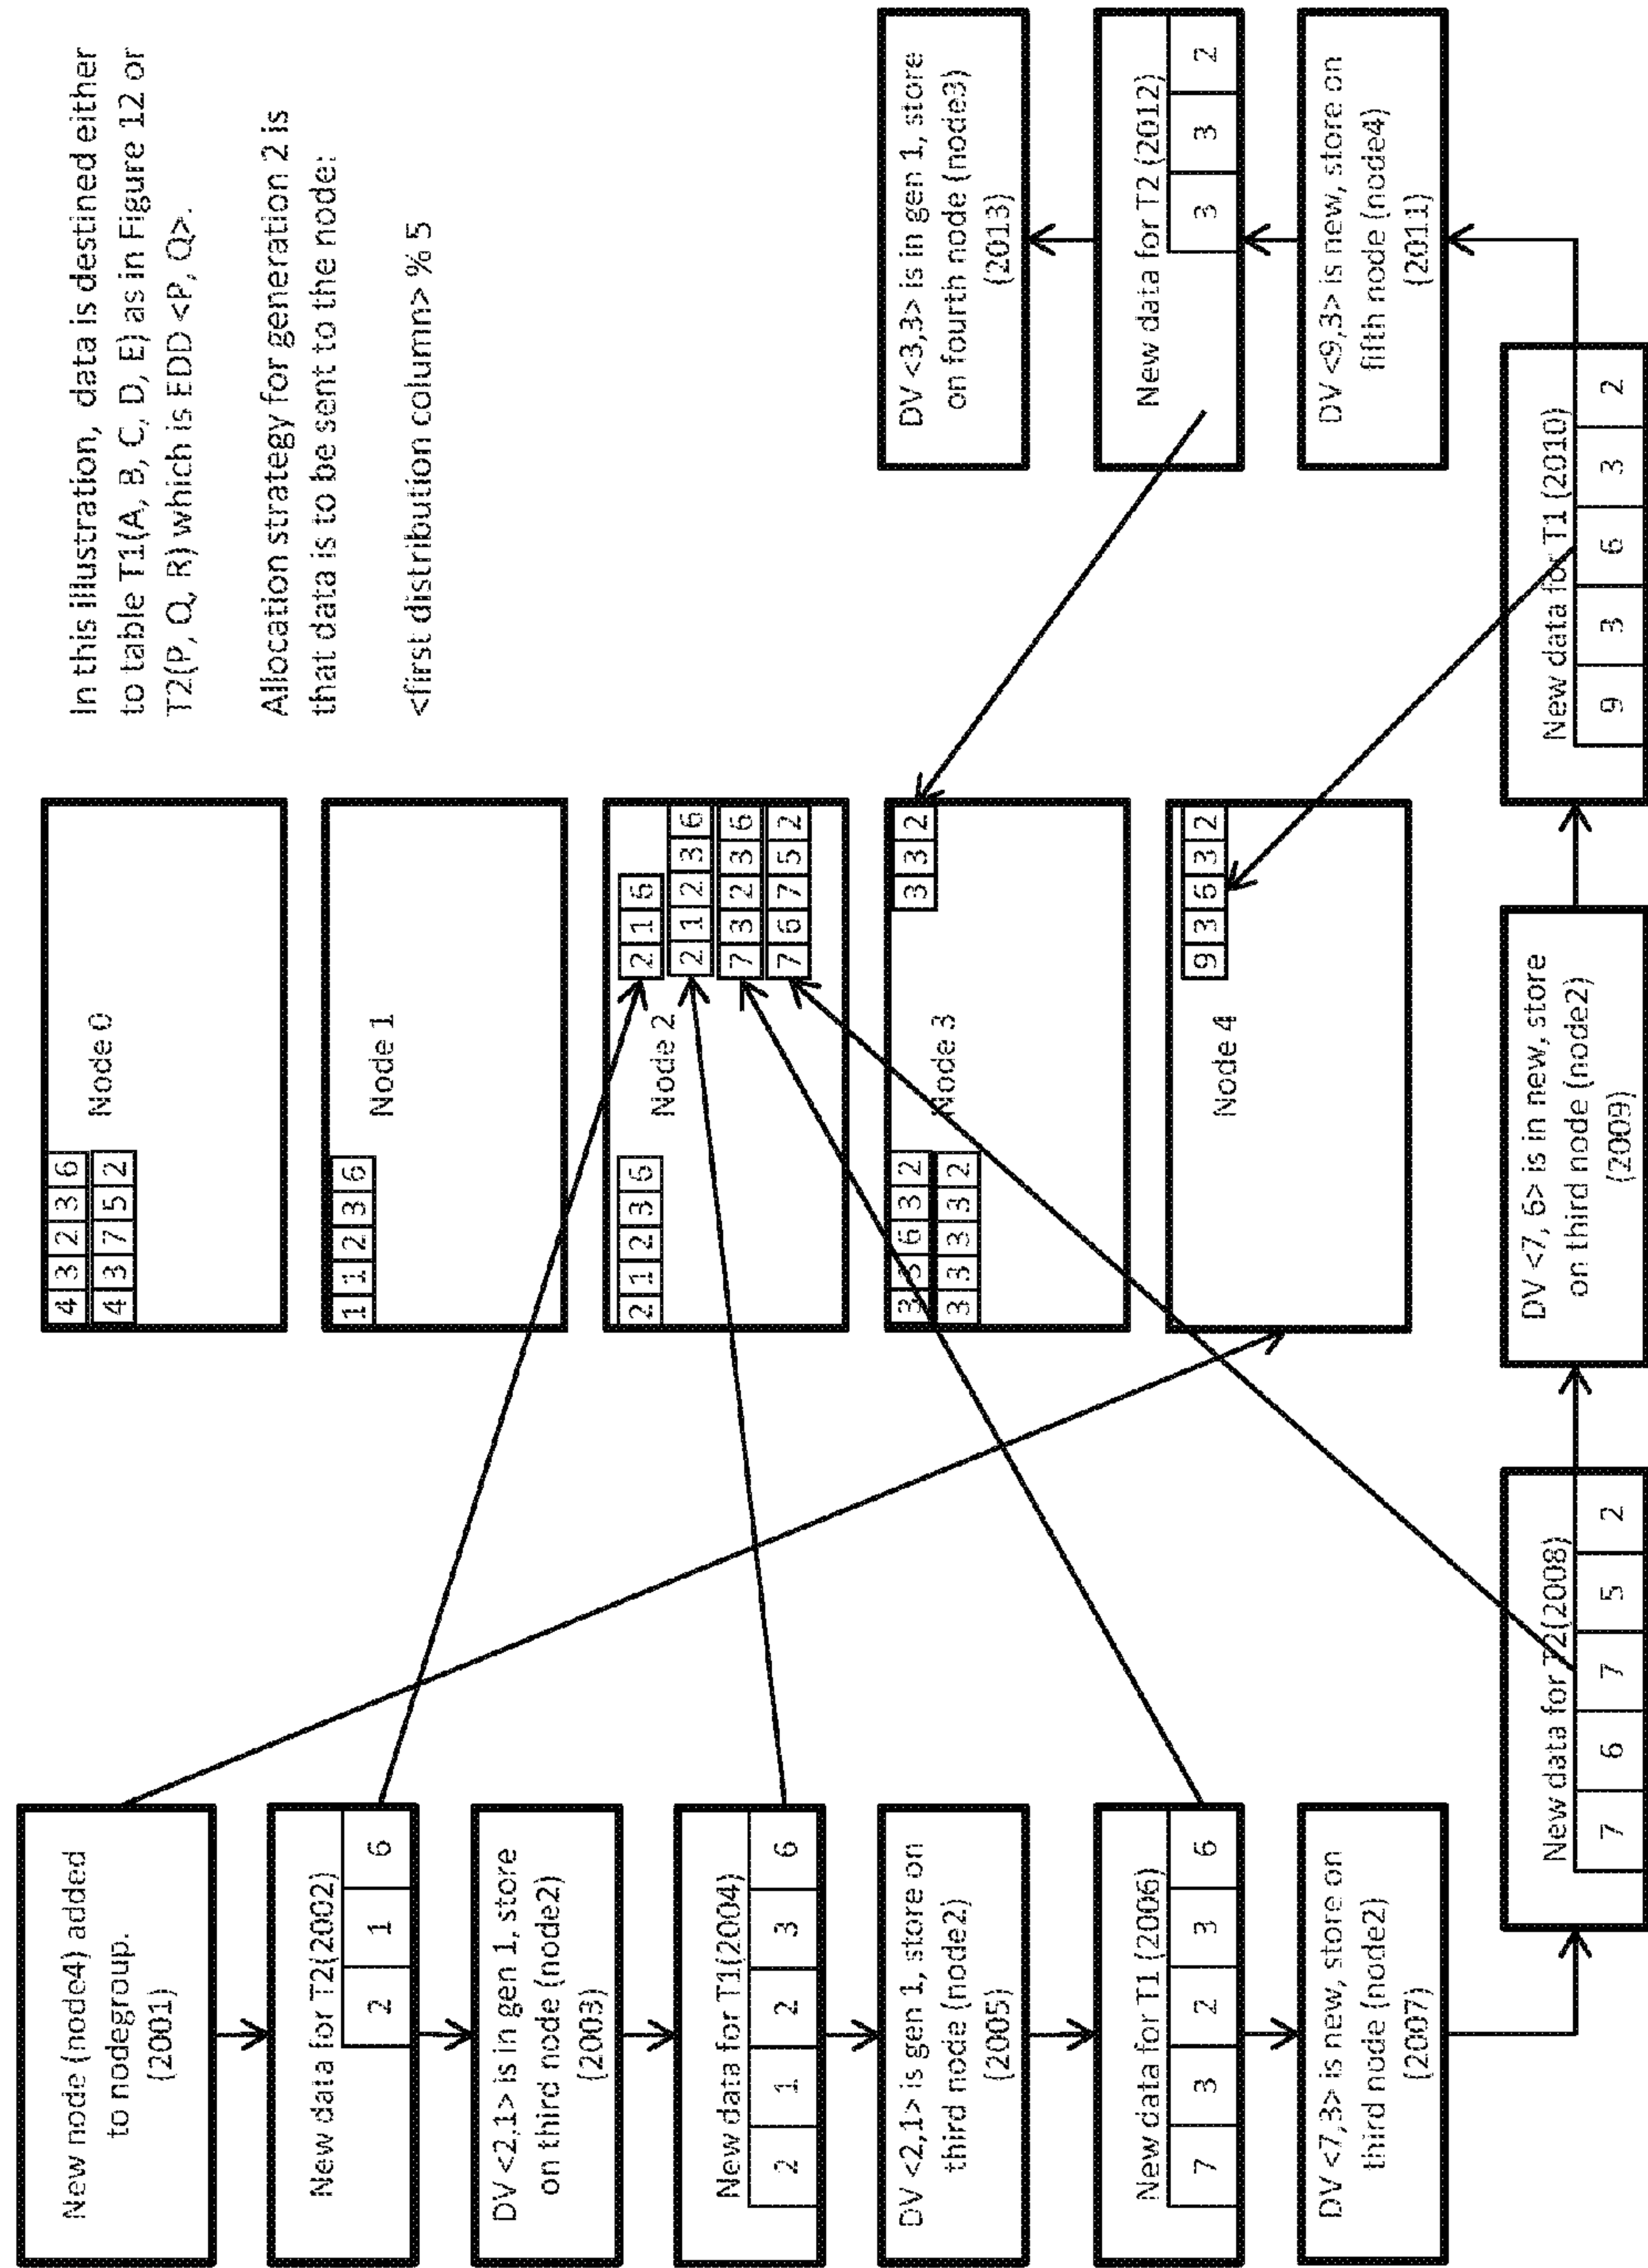 In this illustration, data is destined either
to table T1(A, B, C, D, E) as in Figure 12 or
T2(P, Q, R) which is EDD <P, Q>.
Allocation strategy for generation 2 is
that data is to be sent to the node:
<first distribution column> % 5
New node (node4) added
to nodegroup.
(2001)
New data for T2(2002)
2 1 6
DV <2,1> is in gen 1, store
on third node (node2)
(2003)
New data for T1(2004)
2 1 2 3 6
DV <2,1> is gen 1, store on
third node (node2)
(2005)
New data for T1 (2006)
7 3 2 3 6
DV <7,3> is new, store on
third node (node2)
(2007)
New data for T2(2008)
7 6 7 5 2
DV <7, 6> is in new, store
on third node (node2)
(2009)
New data for T1 (2010)
9 3 6 3 2
DV <9,3> is new, store on
fifth node (node4)
(2011)
New data for T2 (2012)
3 3 2
DV <3,3> is in gen 1, store
on fourth node (node3)
(2013)
4 3 2 3 6
4 3 7 5 2
Node 0
1 1 2 3 6
Node 1
2 1 2 3 6
Node 2
2 1 6
2 1 2 3 6
7 3 2 3 6
7 6 7 5 2
3 3 6 3 2
3 3 3 3 2
Node 3
3 3 2
Node 4
9 3 6 3 2